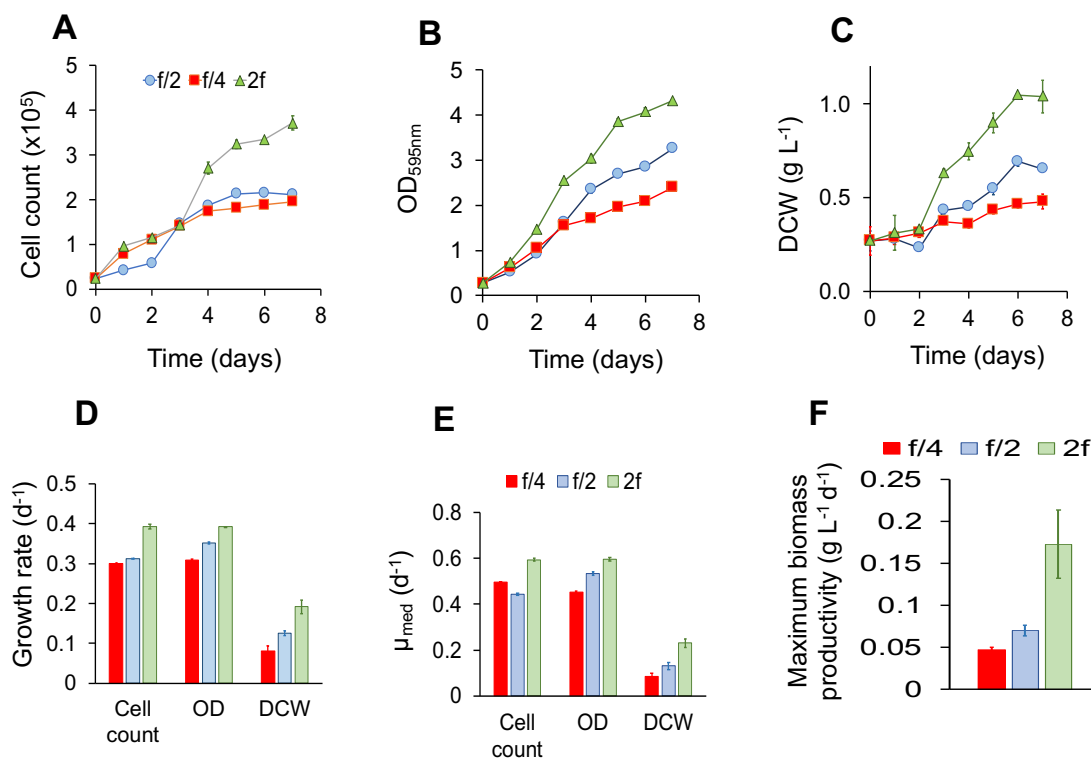 A
f/2 f/4 2f
Cell count (x10⁵)
5
4
3
2
1
0
0 2 4 6 8
Time (days)
B
OD₅₉₅ₙₘ
5
4
3
2
1
0
0 2 4 6 8
Time (days)
C
DCW (g L⁻¹)
1.0
0.5
0.0
0 2 4 6 8
Time (days)
D
Growth rate (d⁻¹)
0.5
0.4
0.3
0.2
0.1
0
Cell
count
OD
DCW
E
f/4 f/2 2f
μmed (d⁻¹)
0.8
0.6
0.4
0.2
0
Cell
count
OD
DCW
F
f/4 f/2 2f
Maximum biomass
productivity (g L⁻¹ d⁻¹)
0.25
0.2
0.15
0.1
0.05
0